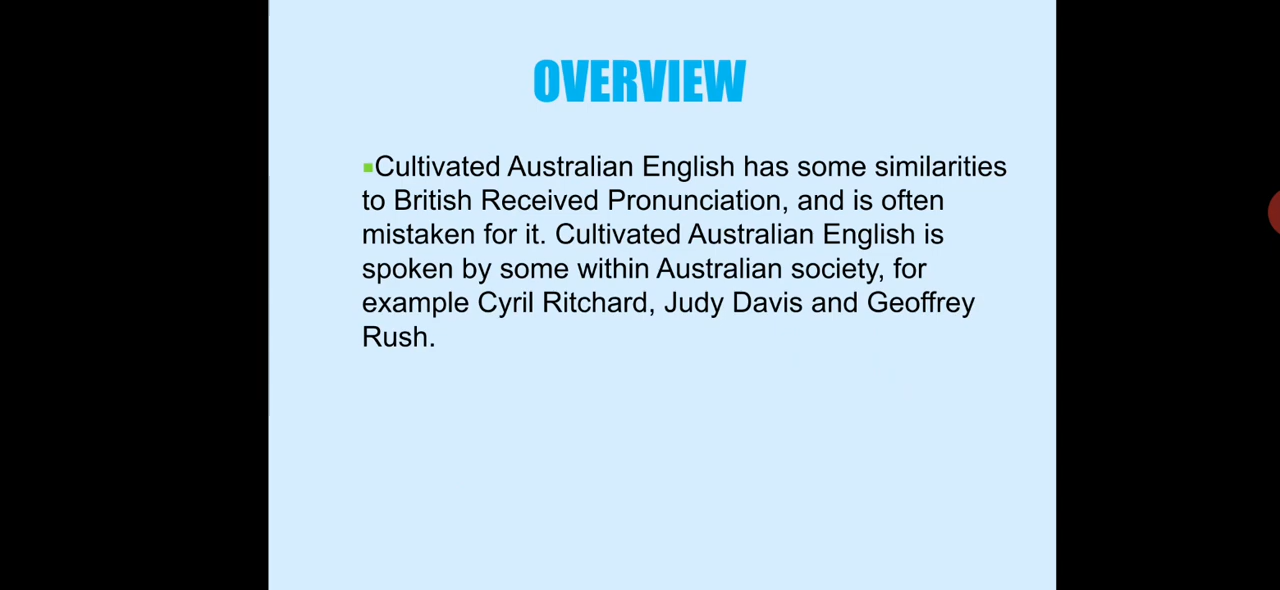 OVERVIEW
▪Cultivated Australian English has some similarities
to British Received Pronunciation, and is often
mistaken for it. Cultivated Australian English is
spoken by some within Australian society, for
example Cyril Ritchard, Judy Davis and Geoffrey
Rush.